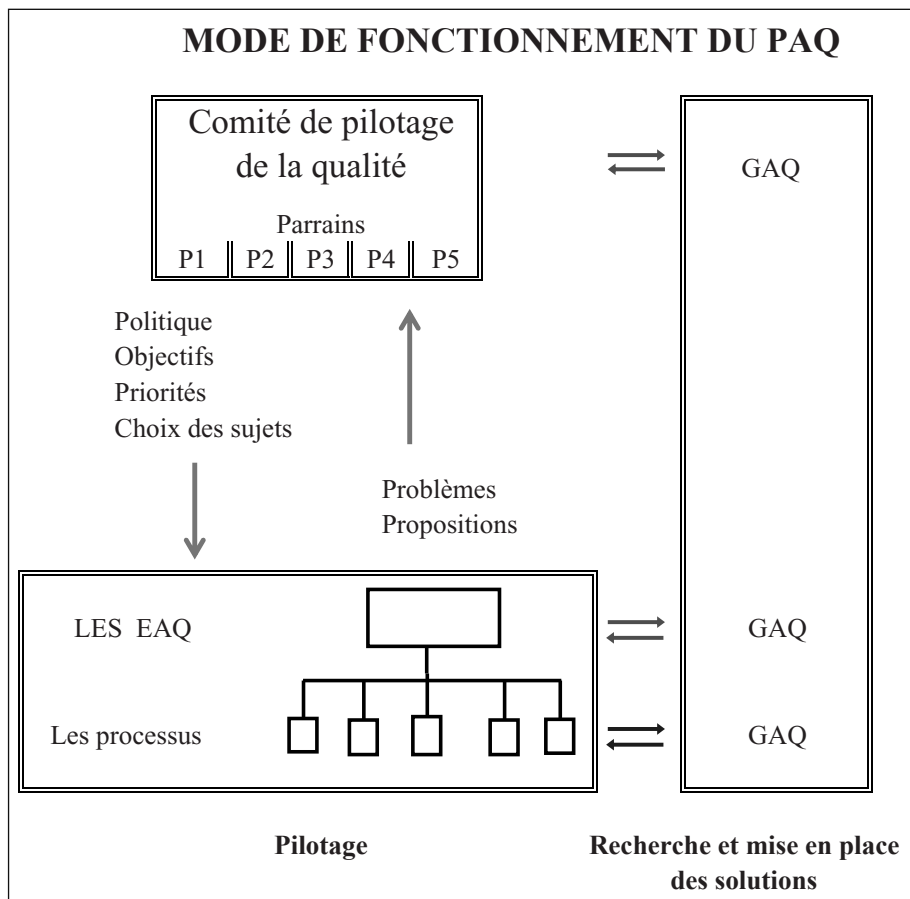 MODE DE FONCTIONNEMENT DU PAQ
Comité de pilotage
de la qualité
Parrains
P1 P2 P3 P4 P5
GAQ
Politique
Objectifs
Priorités
Choix des sujets
Problèmes
Propositions
LES EAQ
GAQ
Les processus
GAQ
Pilotage
Recherche et mise en place
des solutions